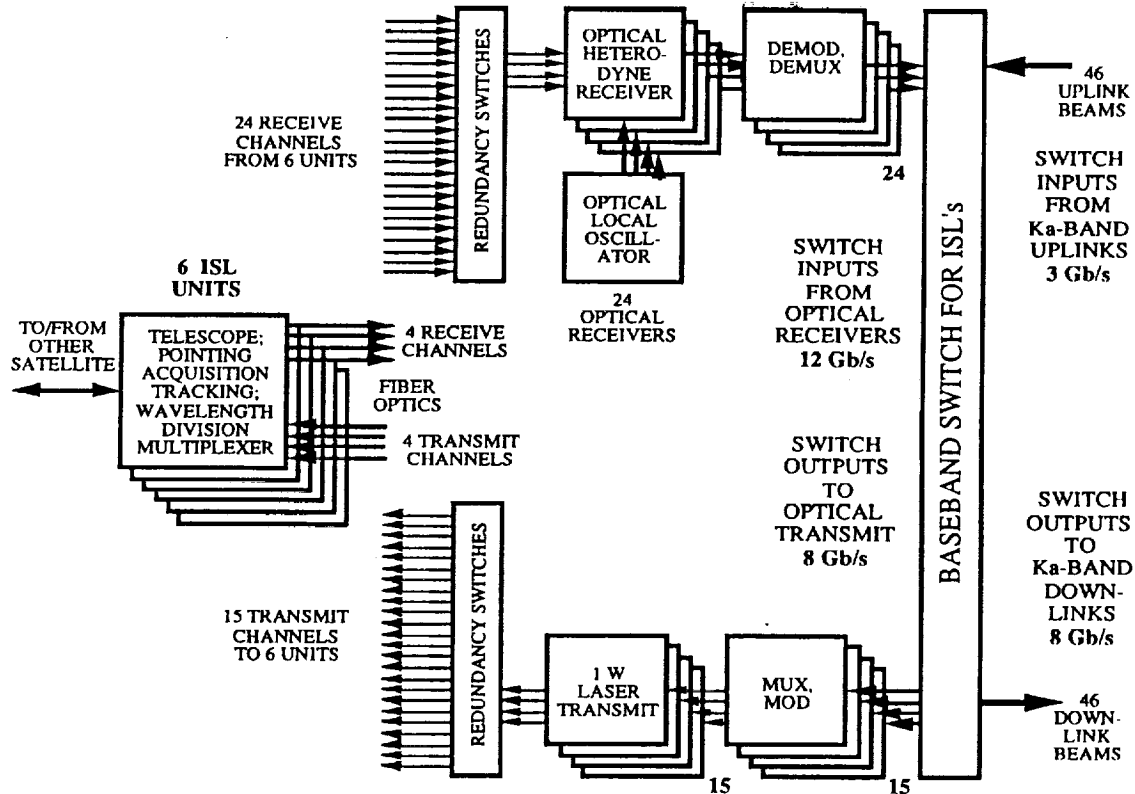 REDUNDANCY SWITCHES
OPTICAL
HETERO-
DYNE
RECEIVER
DEMOD,
DEMUX
24
OPTICAL
LOCAL
OSCILL-
ATOR
24
OPTICAL
RECEIVERS
24 RECEIVE
CHANNELS
FROM 6 UNITS
6 ISL
UNITS
TO/FROM
OTHER
SATELLITE
TELESCOPE;
POINTING
ACQUISITION
TRACKING;
WAVELENGTH
DIVISION
MULTIPLEXER
4 RECEIVE
CHANNELS
FIBER
OPTICS
4 TRANSMIT
CHANNELS
SWITCH
INPUTS
FROM
OPTICAL
RECEIVERS
12 Gb/s
SWITCH
OUTPUTS
TO
OPTICAL
TRANSMIT
8 Gb/s
BASEBAND SWITCH FOR ISL's
46
UPLINK
BEAMS
SWITCH
INPUTS
FROM
Ka-BAND
UPLINKS
3 Gb/s
SWITCH
OUTPUTS
TO
Ka-BAND
DOWN-
LINKS
8 Gb/s
46
DOWN-
LINK
BEAMS
15 TRANSMIT
CHANNELS
TO 6 UNITS
REDUNDANCY SWITCHES
1 W
LASER
TRANSMIT
15
MUX,
MOD
15